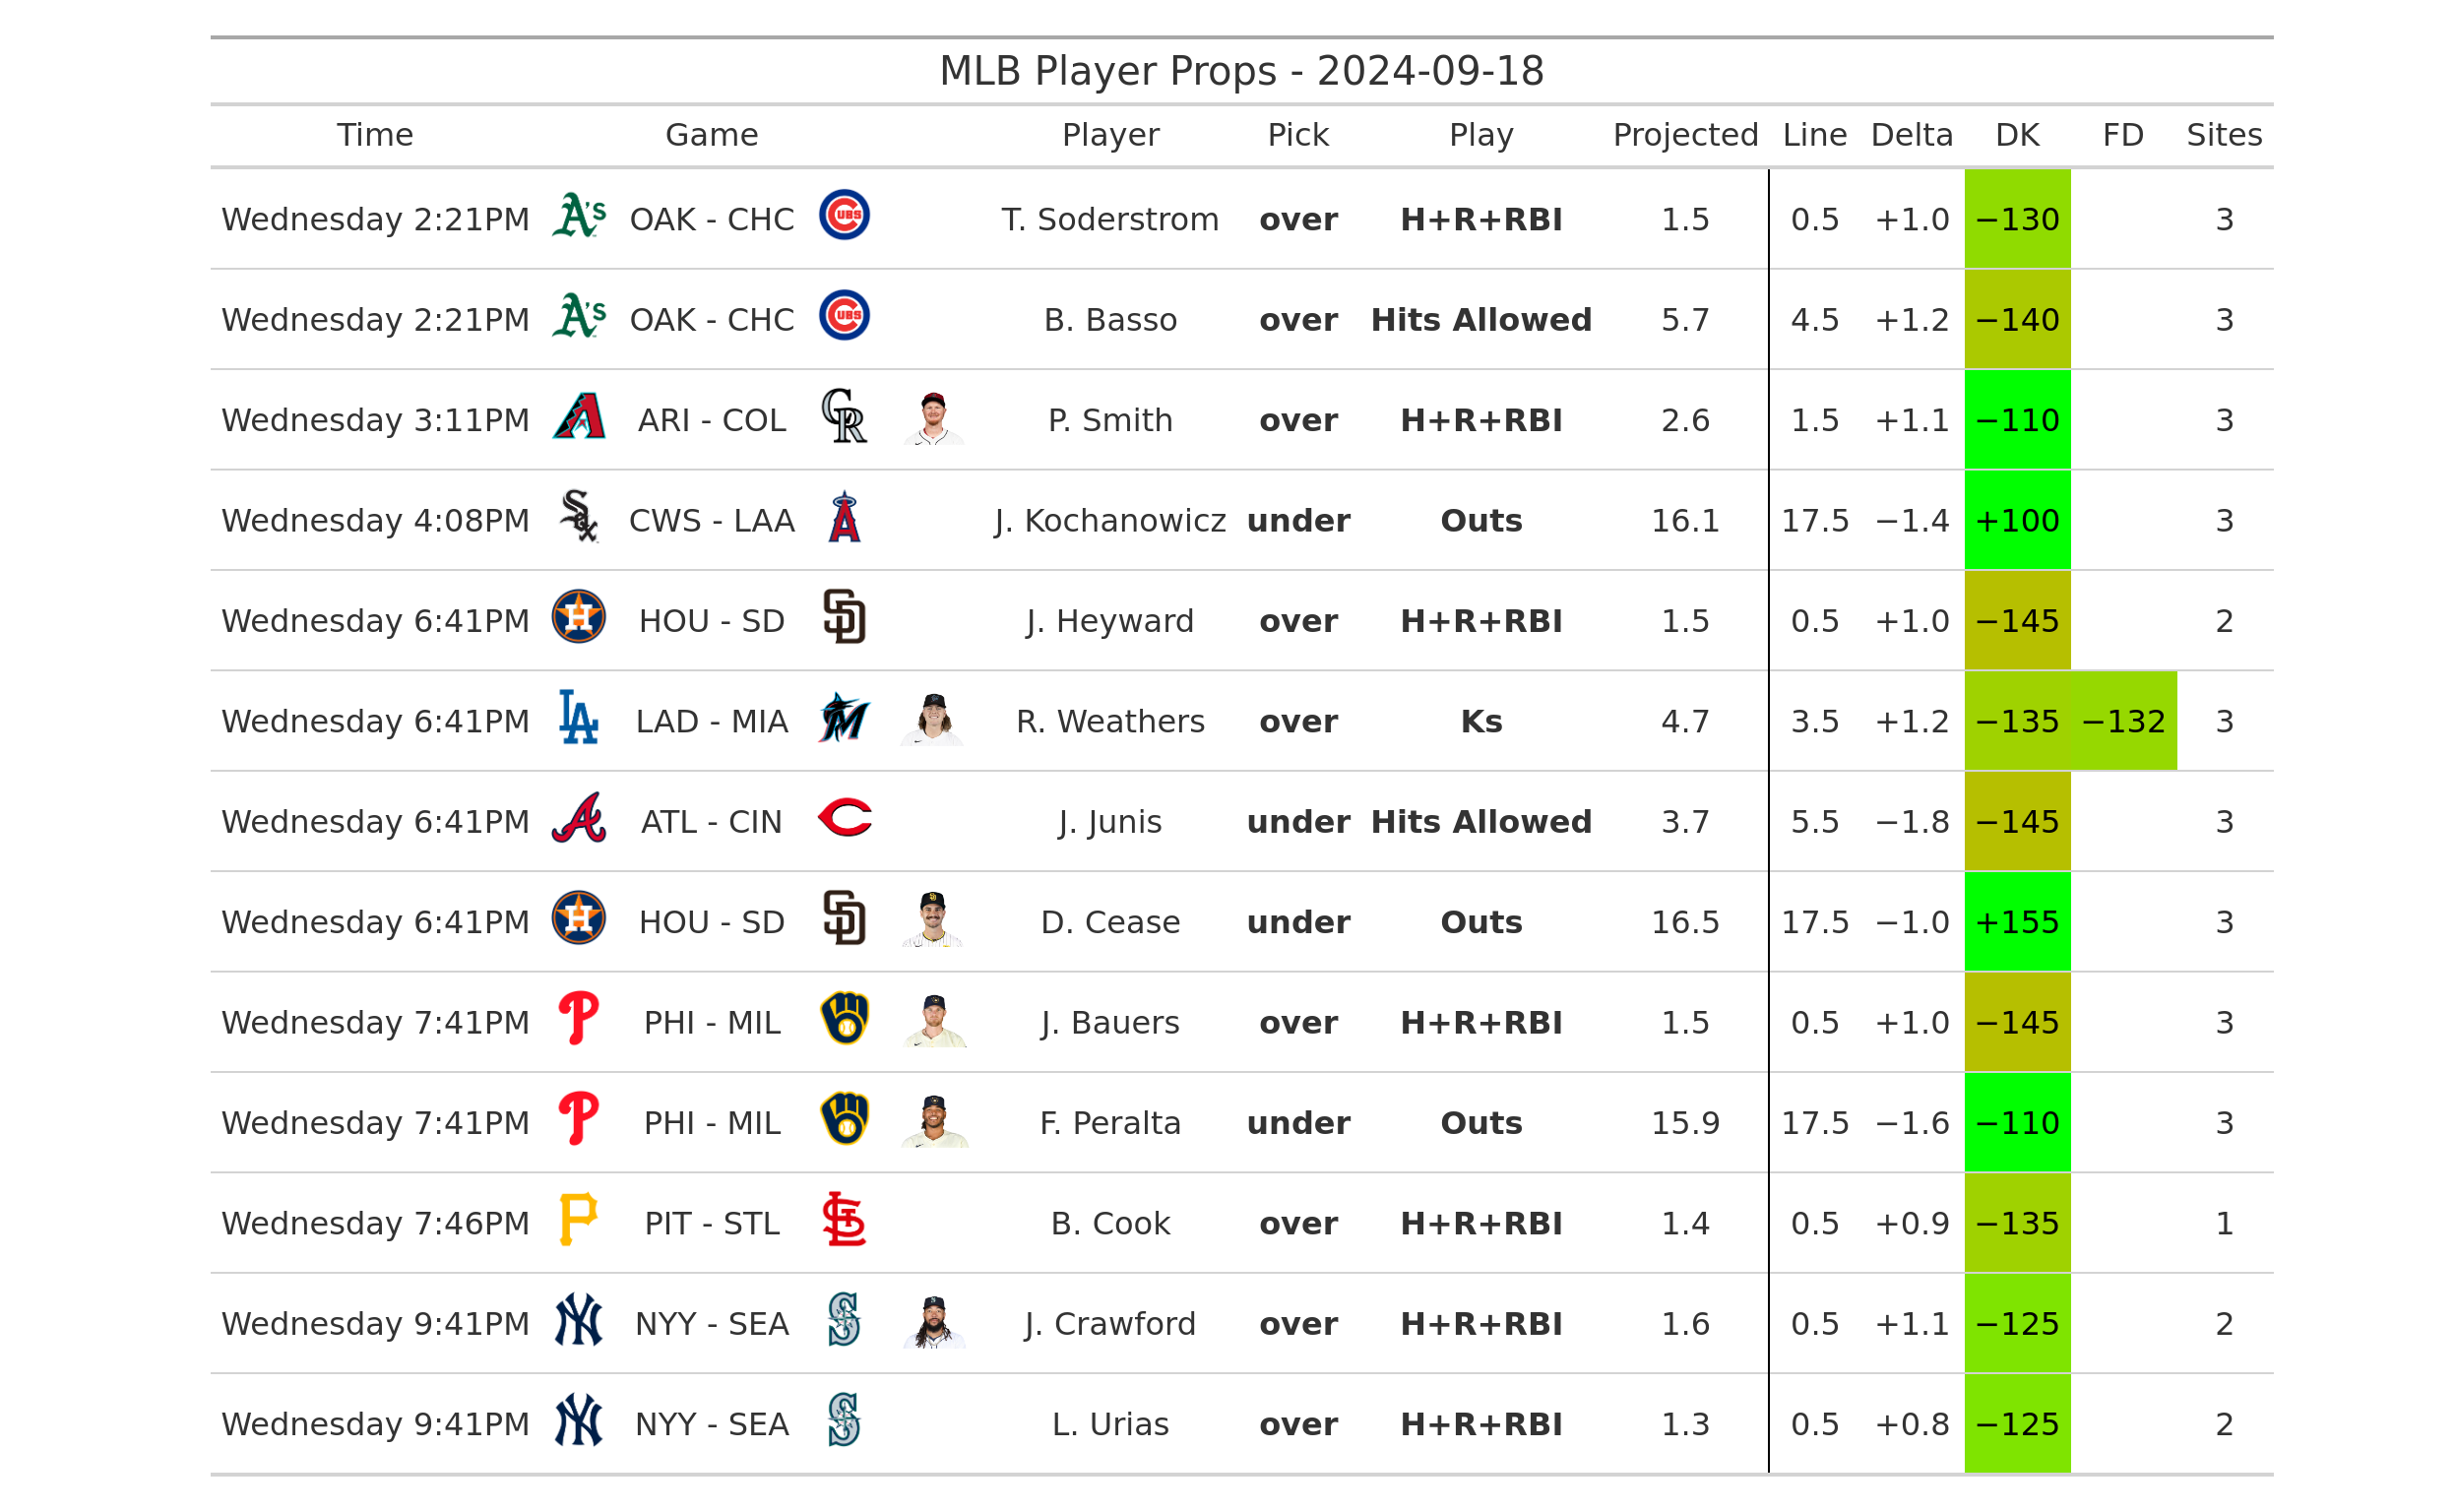 MLB Player Props - 2024-09-18
Time Game Player Pick Play Projected Line Delta DK FD Sites
Wednesday 2:21PM A's OAK - CHC CUBS T. Soderstrom over H+R+RBI 1.5 0.5 +1.0 −130 3
Wednesday 2:21PM A's OAK - CHC CUBS B. Basso over Hits Allowed 5.7 4.5 +1.2 −140 3
Wednesday 3:11PM A ARI - COL CR P. Smith over H+R+RBI 2.6 1.5 +1.1 −110 3
Wednesday 4:08PM Sox CWS - LAA A J. Kochanowicz under Outs 16.1 17.5 −1.4 +100 3
Wednesday 6:41PM H HOU - SD SD J. Heyward over H+R+RBI 1.5 0.5 +1.0 −145 2
Wednesday 6:41PM LA LAD - MIA M R. Weathers over Ks 4.7 3.5 +1.2 −135 −132 3
Wednesday 6:41PM A ATL - CIN C J. Junis under Hits Allowed 3.7 5.5 −1.8 −145 3
Wednesday 6:41PM H HOU - SD SD D. Cease under Outs 16.5 17.5 −1.0 +155 3
Wednesday 7:41PM P PHI - MIL J. Bauers over H+R+RBI 1.5 0.5 +1.0 −145 3
Wednesday 7:41PM P PHI - MIL F. Peralta under Outs 15.9 17.5 −1.6 −110 3
Wednesday 7:46PM P PIT - STL STL B. Cook over H+R+RBI 1.4 0.5 +0.9 −135 1
Wednesday 9:41PM NY NYY - SEA S J. Crawford over H+R+RBI 1.6 0.5 +1.1 −125 2
Wednesday 9:41PM NY NYY - SEA S L. Urias over H+R+RBI 1.3 0.5 +0.8 −125 2